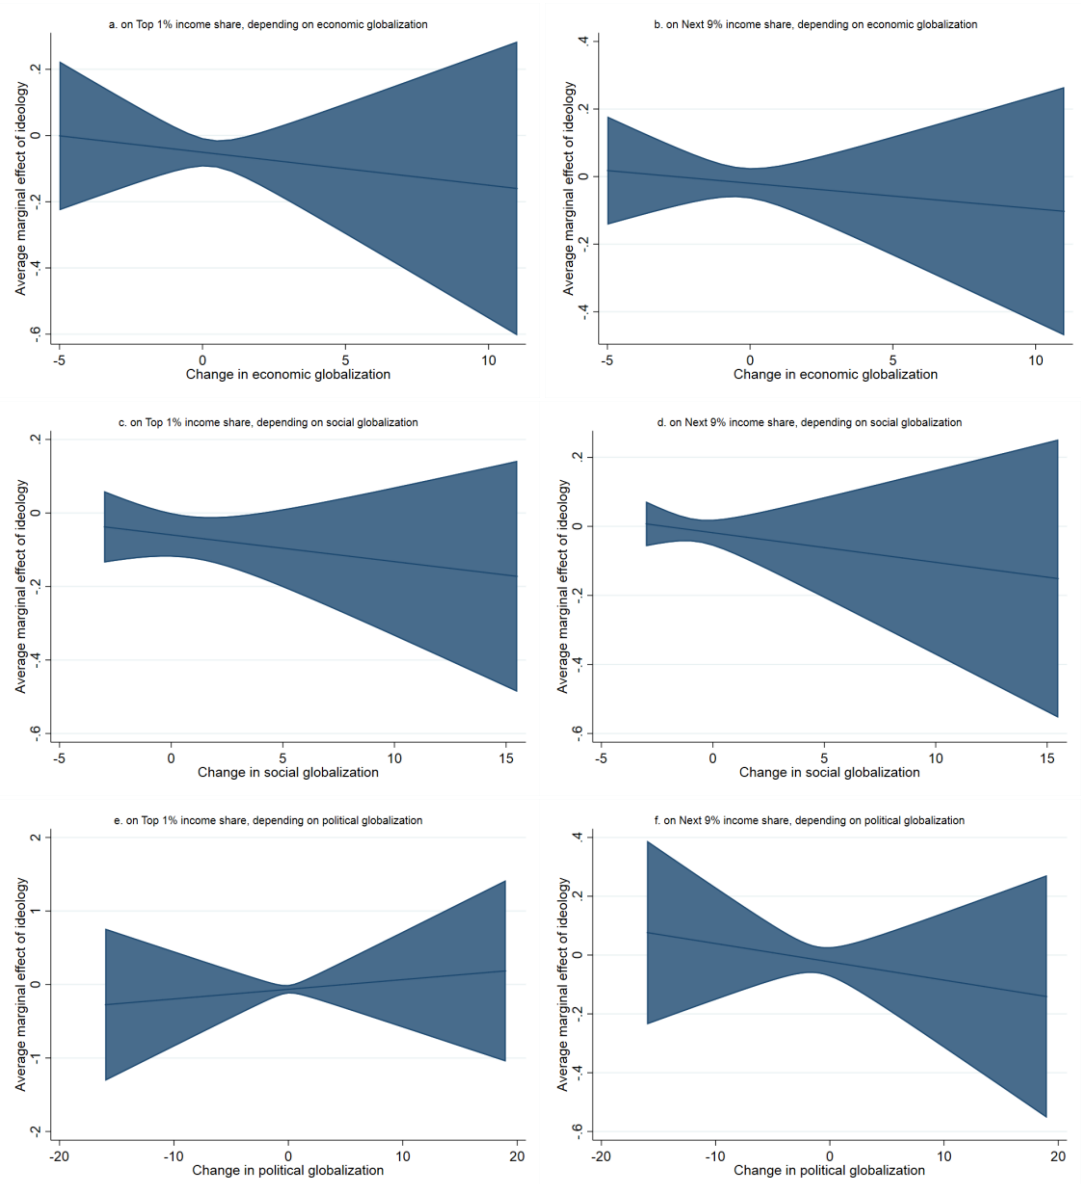 a. on Top 1% income share, depending on economic globalization
Average marginal effect of ideology
.2
0
-.2
-.4
-.6
-5 0 5 10
Change in economic globalization
b. on Next 9% income share, depending on economic globalization
Average marginal effect of ideology
.4
.2
0
-.2
-.4
-5 0 5 10
Change in economic globalization
c. on Top 1% income share, depending on social globalization
Average marginal effect of ideology
.2
0
-.2
-.4
-.6
-5 0 5 10 15
Change in social globalization
d. on Next 9% income share, depending on social globalization
Average marginal effect of ideology
.2
0
-.2
-.4
-.6
-5 0 5 10 15
Change in social globalization
e. on Top 1% income share, depending on political globalization
Average marginal effect of ideology
2
1
0
-1
-2
-20 -10 0 10 20
Change in political globalization
f. on Next 9% income share, depending on political globalization
Average marginal effect of ideology
.4
.2
0
-.2
-.4
-.6
-20 -10 0 10 20
Change in political globalization